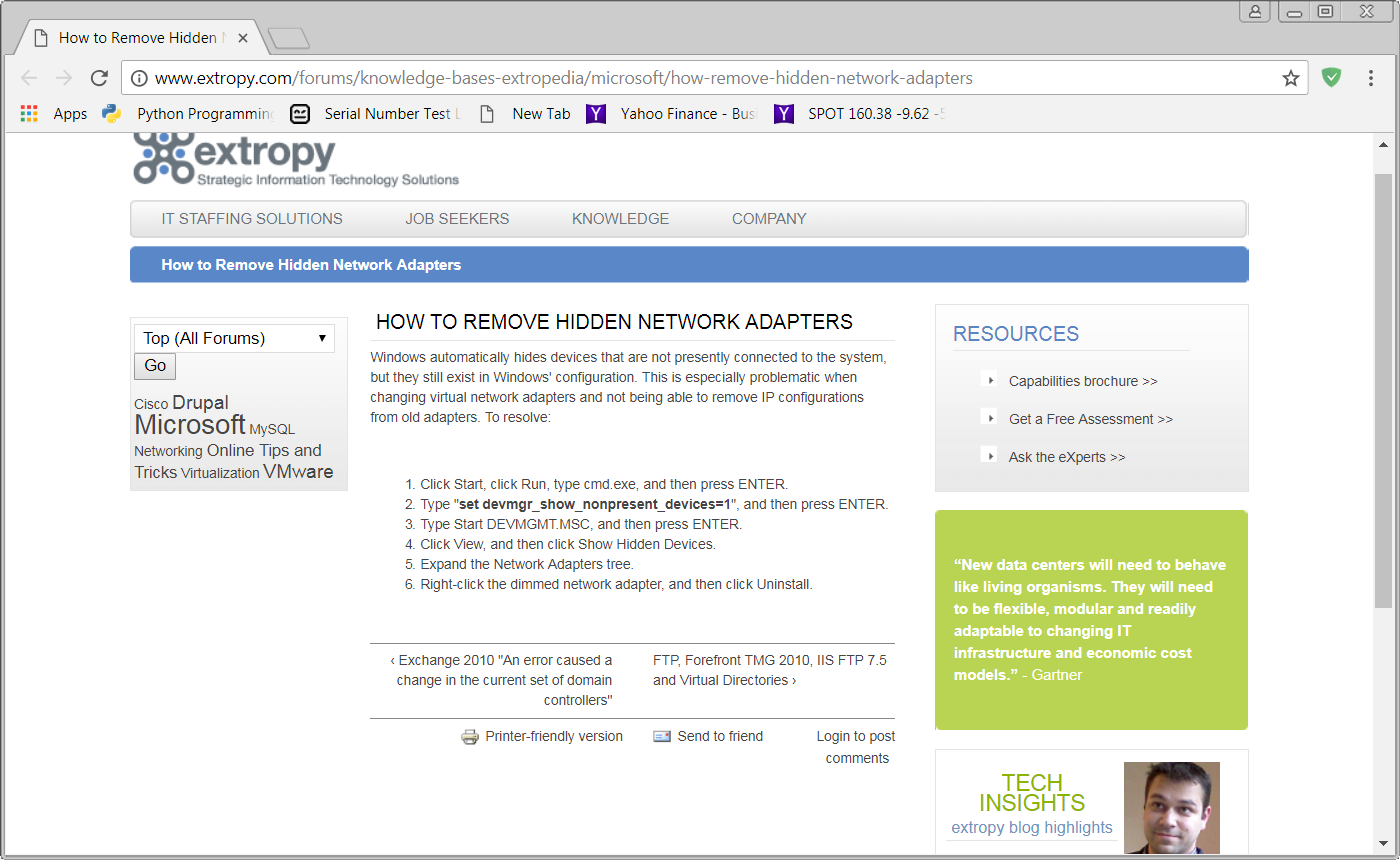 How to Remove Hidden
www.extropy.com/forums/knowledge-bases-extropedia/microsoft/how-remove-hidden-network-adapters
Apps Python Programming Serial Number Test New Tab Yahoo Finance - Bus SPOT 160.38 -9.62
extropy
Strategic Information Technology Solutions
IT STAFFING SOLUTIONS JOB SEEKERS KNOWLEDGE COMPANY
How to Remove Hidden Network Adapters
Top (All Forums)
Go
Cisco Drupal
Microsoft MySQL
Networking Online Tips and
Tricks Virtualization VMware
HOW TO REMOVE HIDDEN NETWORK ADAPTERS
Windows automatically hides devices that are not presently connected to the system,
but they still exist in Windows' configuration. This is especially problematic when
changing virtual network adapters and not being able to remove IP configurations
from old adapters. To resolve:
1. Click Start, click Run, type cmd.exe, and then press ENTER.
2. Type "set devmgr_show_nonpresent_devices=1", and then press ENTER.
3. Type Start DEVMGMT.MSC, and then press ENTER.
4. Click View, and then click Show Hidden Devices.
5. Expand the Network Adapters tree.
6. Right-click the dimmed network adapter, and then click Uninstall.
‹ Exchange 2010 "An error caused a
change in the current set of domain
controllers"
FTP, Forefront TMG 2010, IIS FTP 7.5
and Virtual Directories ›
Printer-friendly version
Send to friend
Login to post
comments
RESOURCES
Capabilities brochure >>
Get a Free Assessment >>
Ask the eXperts >>
“New data centers will need to behave
like living organisms. They will need
to be flexible, modular and readily
adaptable to changing IT
infrastructure and economic cost
models.” - Gartner
TECH
INSIGHTS
extropy blog highlights